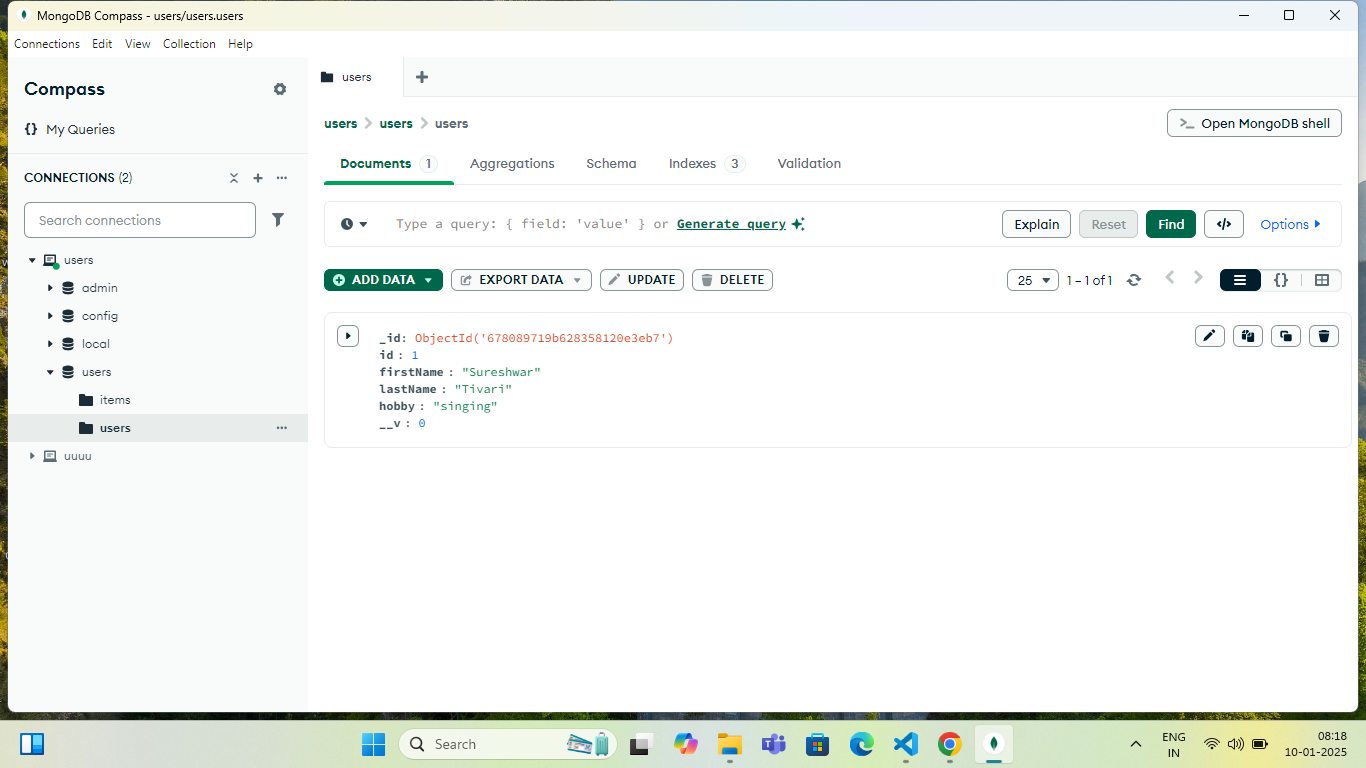 MongoDB Compass - users/users.users
Connections Edit View Collection Help
Compass
{} My Queries
CONNECTIONS (2)
Search connections
users
admin
config
local
users
items
users
uuuu
users
users > users > users
>_ Open MongoDB shell
Documents 1 Aggregations Schema Indexes 3 Validation
Type a query: { field: 'value' } or Generate query
Explain Reset Find </> Options
ADD DATA EXPORT DATA UPDATE DELETE
25 1 – 1 of 1 {}
_id: ObjectId('678089719b628358120e3eb7')
id : 1
firstName : "Sureshwar"
lastName : "Tivari"
hobby : "singing"
__v : 0
Search
ENG
IN
08:18
10-01-2025